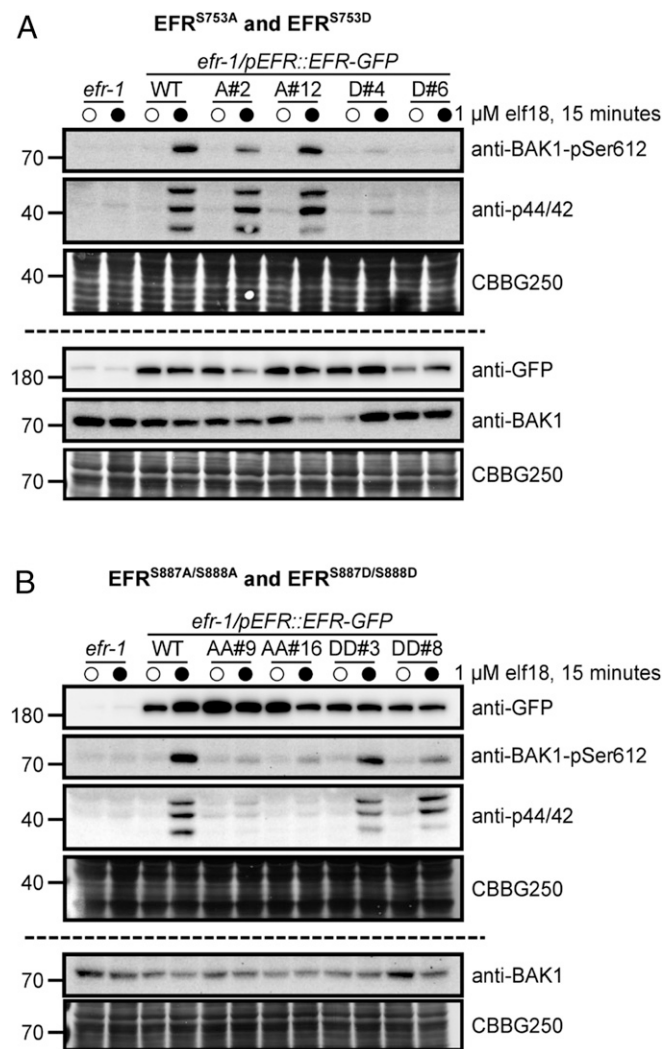 A
EFR^S753A and EFR^S753D
efr-1/pEFR::EFR-GFP
efr-1 WT A#2 A#12 D#4 D#6
1 µM elf18, 15 minutes
70 anti-BAK1-pSer612
40 anti-p44/42
40 CBBG250
180 anti-GFP
70 anti-BAK1
70 CBBG250
B
EFR^S887A/S888A and EFR^S887D/S888D
efr-1/pEFR::EFR-GFP
efr-1 WT AA#9 AA#16 DD#3 DD#8
1 µM elf18, 15 minutes
180 anti-GFP
70 anti-BAK1-pSer612
40 anti-p44/42
40 CBBG250
70 anti-BAK1
70 CBBG250